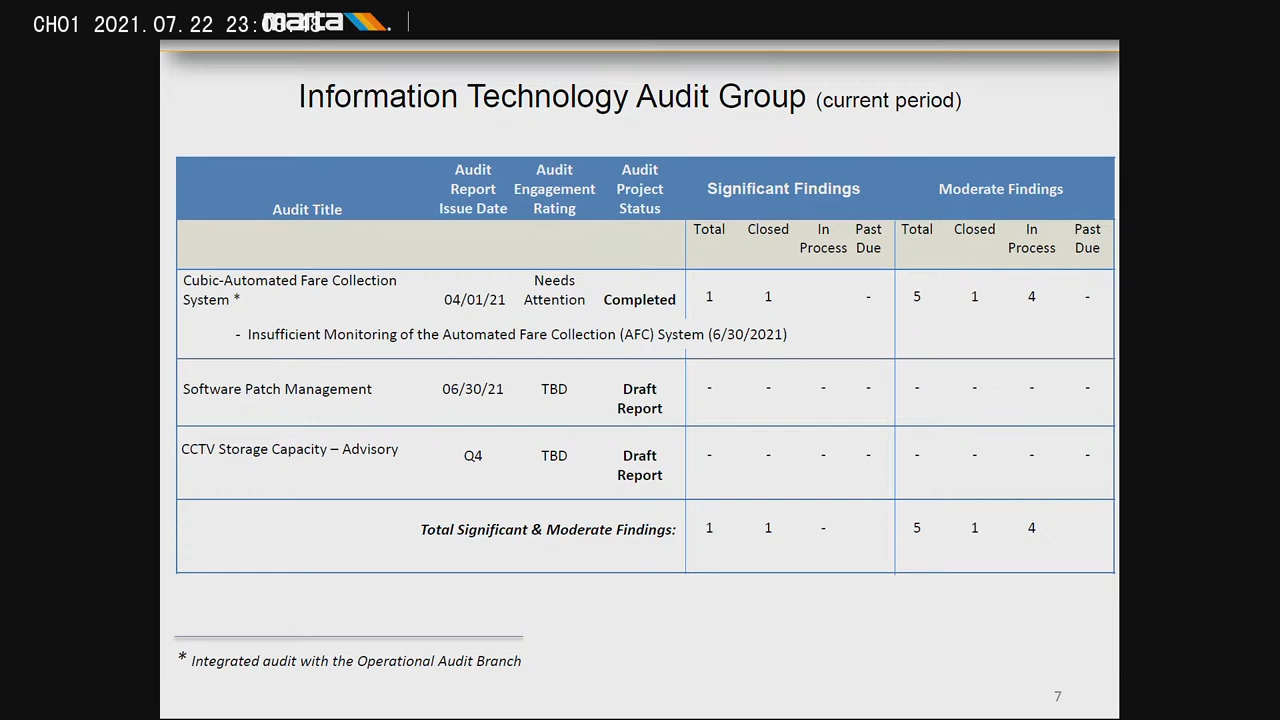 CH01 2021.07.22
marta
Information Technology Audit Group (current period)
Audit Title
Audit Report Issue Date
Audit Engagement Rating
Audit Project Status
Significant Findings
Moderate Findings
Total Closed In Process Past Due Total Closed In Process Past Due
Cubic-Automated Fare Collection System * 04/01/21 Needs Attention Completed 1 1 - 5 1 4 -
- Insufficient Monitoring of the Automated Fare Collection (AFC) System (6/30/2021)
Software Patch Management 06/30/21 TBD Draft Report - - - - - - - -
CCTV Storage Capacity – Advisory Q4 TBD Draft Report - - - - - - - -
Total Significant & Moderate Findings: 1 1 - 5 1 4
* Integrated audit with the Operational Audit Branch
7